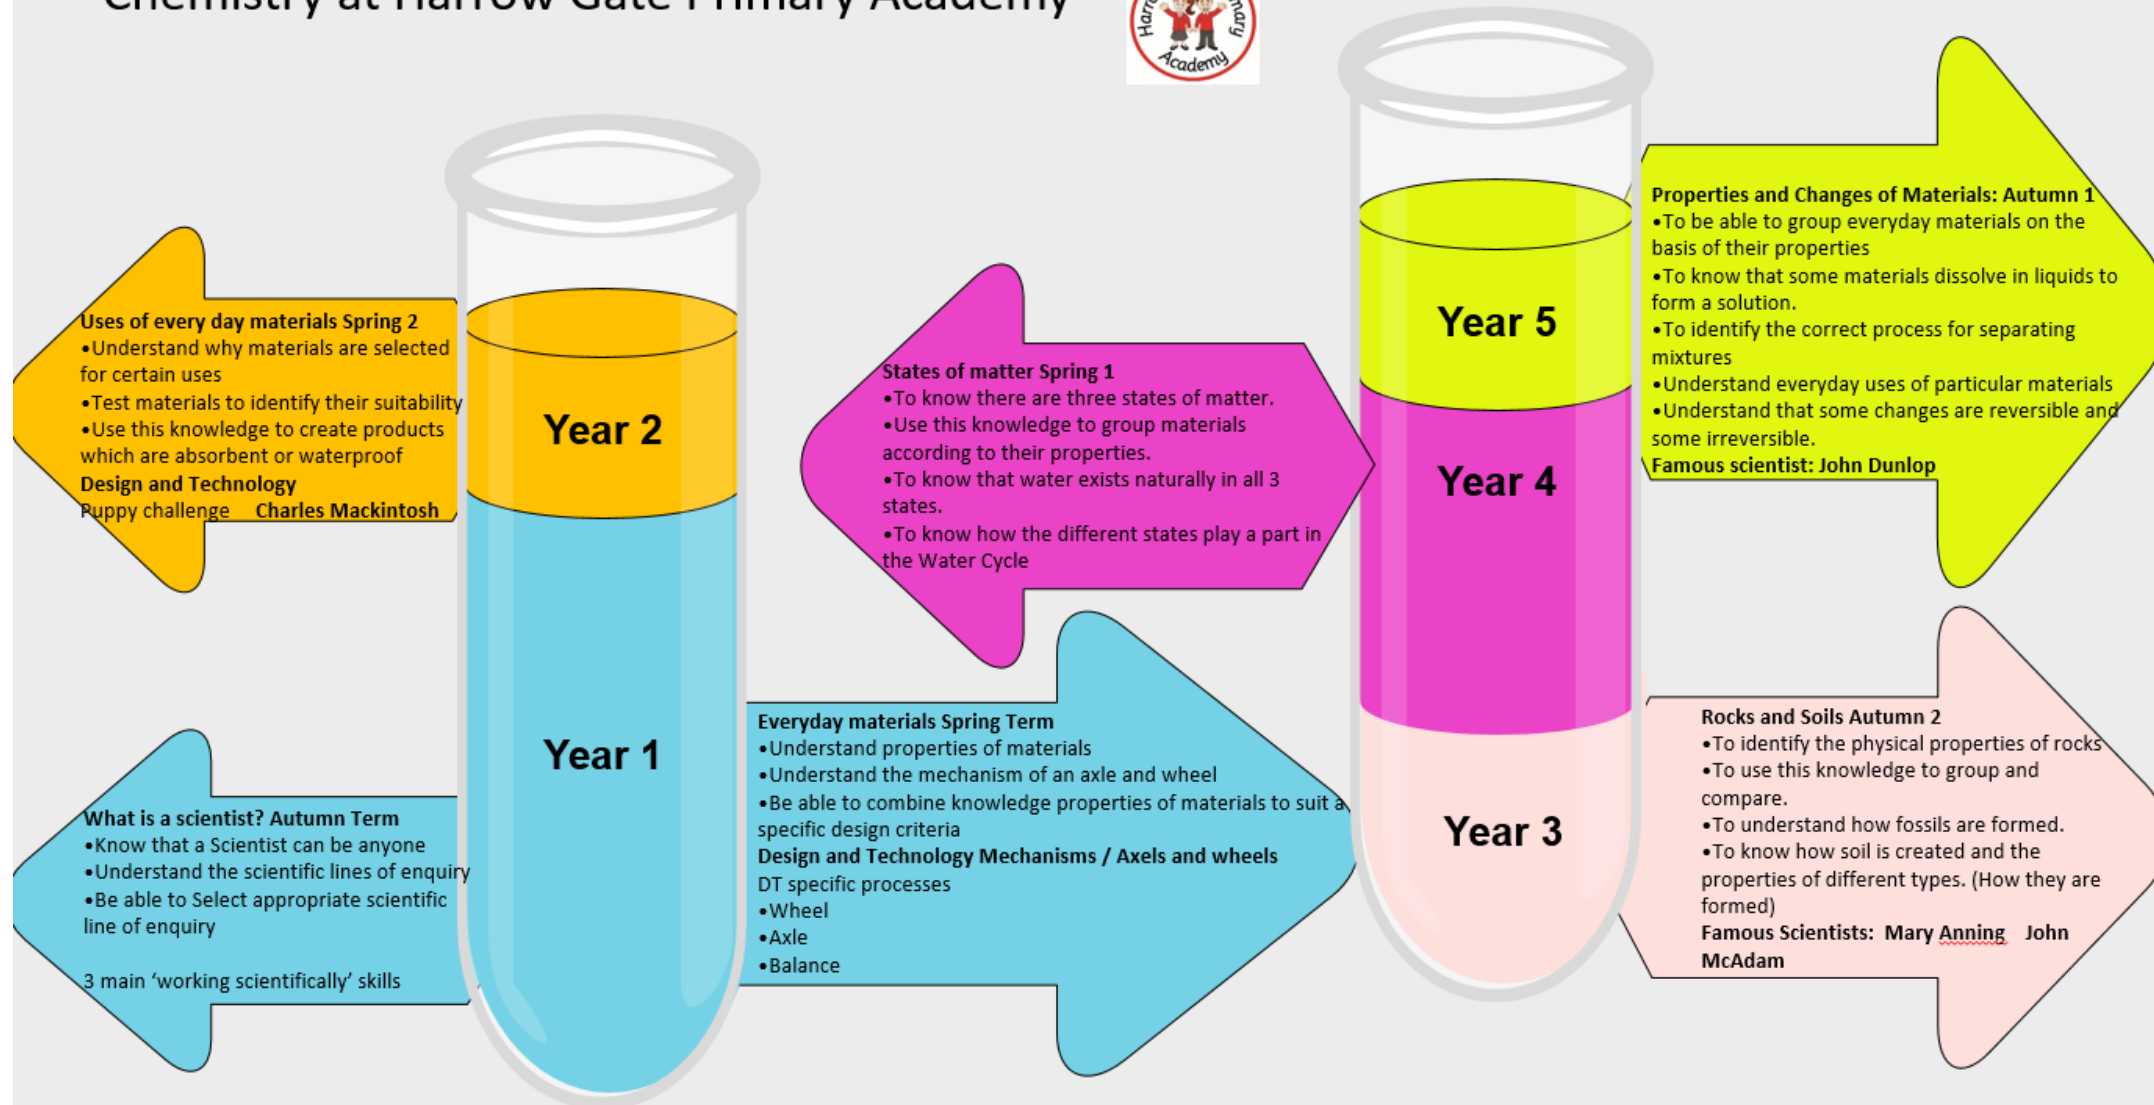 Chemistry at Harrow Gate Primary Academy
Academy
Uses of every day materials Spring 2
•Understand why materials are selected
for certain uses
•Test materials to identify their suitability
•Use this knowledge to create products
which are absorbent or waterproof
Design and Technology
Puppy challenge Charles Mackintosh
Year 2
What is a scientist? Autumn Term
•Know that a Scientist can be anyone
•Understand the scientific lines of enquiry
•Be able to Select appropriate scientific
line of enquiry
3 main ‘working scientifically’ skills
Year 1
Everyday materials Spring Term
•Understand properties of materials
•Understand the mechanism of an axle and wheel
•Be able to combine knowledge properties of materials to suit a
specific design criteria
Design and Technology Mechanisms / Axels and wheels
DT specific processes
•Wheel
•Axle
•Balance
States of matter Spring 1
•To know there are three states of matter.
•Use this knowledge to group materials
according to their properties.
•To know that water exists naturally in all 3
states.
•To know how the different states play a part in
the Water Cycle
Year 5
Year 4
Year 3
Properties and Changes of Materials: Autumn 1
•To be able to group everyday materials on the
basis of their properties
•To know that some materials dissolve in liquids to
form a solution.
•To identify the correct process for separating
mixtures
•Understand everyday uses of particular materials
•Understand that some changes are reversible and
some irreversible.
Famous scientist: John Dunlop
Rocks and Soils Autumn 2
•To identify the physical properties of rocks
•To use this knowledge to group and
compare.
•To understand how fossils are formed.
•To know how soil is created and the
properties of different types. (How they are
formed)
Famous Scientists: Mary Anning John
McAdam